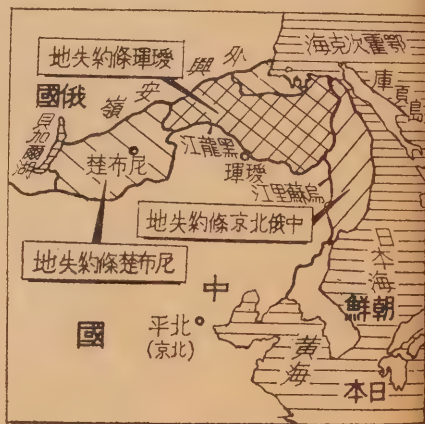 鄂霍次克海
庫頁島
外興安嶺
璦琿條約失地
俄國
貝加爾湖
尼布楚
黑龍江
璦琿
烏蘇里江
中俄北京條約失地
尼布楚條約失地
日本海
朝鮮
中國
北平
(北京)
黃海
日本